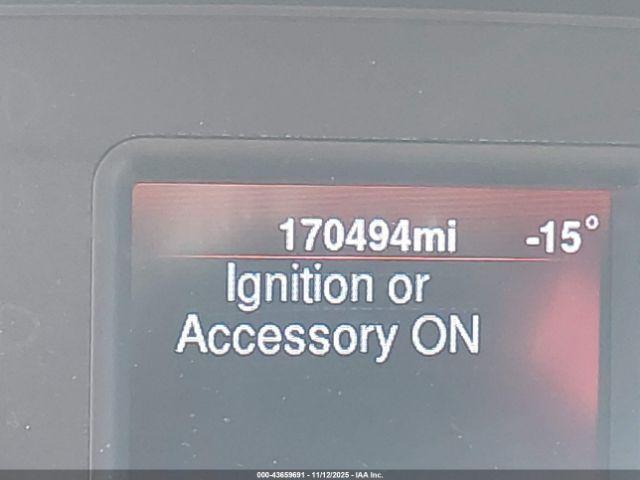 170494mi -15°
Ignition or
Accessory ON
000-43659691 - 11/12/2025 - IAA Inc.